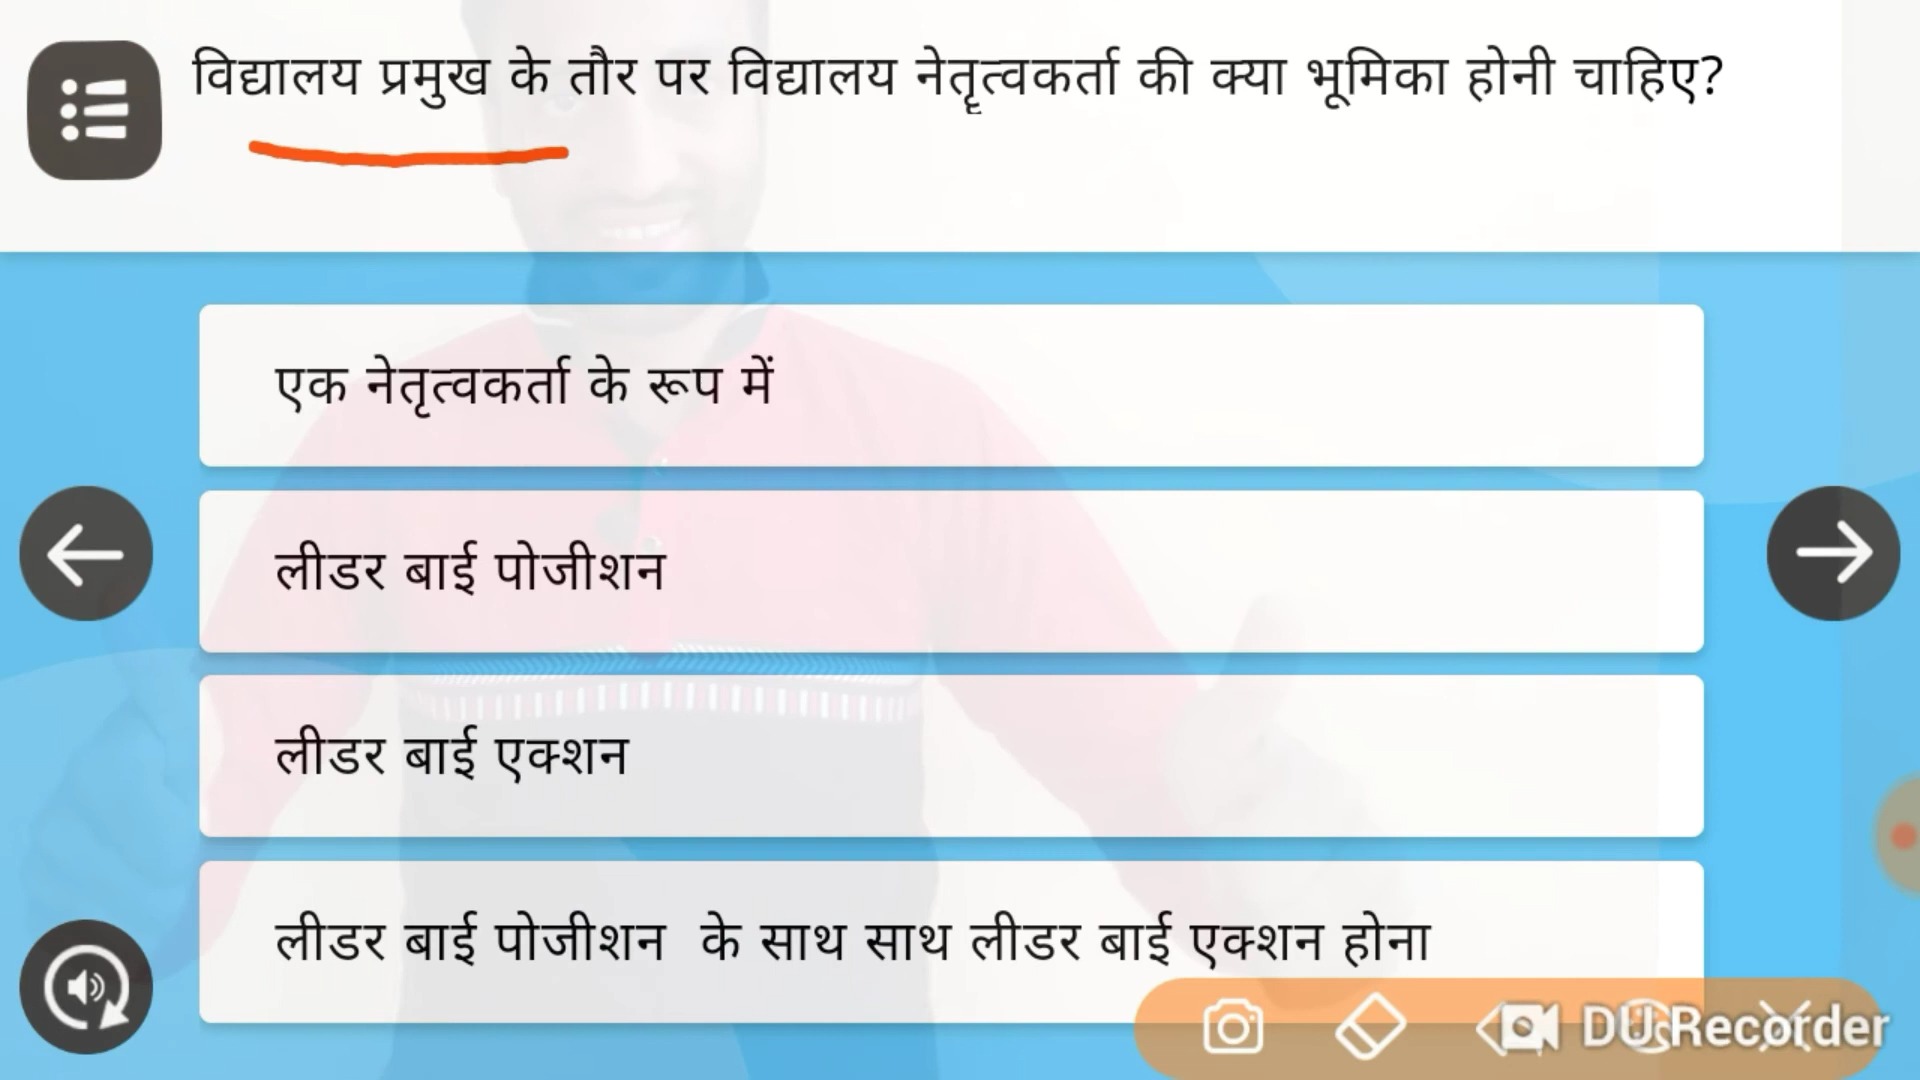 विद्यालय प्रमुख के तौर पर विद्यालय नेतृत्वकर्ता की क्या भूमिका होनी चाहिए?
एक नेतृत्वकर्ता के रूप में
लीडर बाई पोजीशन
लीडर बाई एक्शन
लीडर बाई पोजीशन के साथ साथ लीडर बाई एक्शन होना
DU Recorder